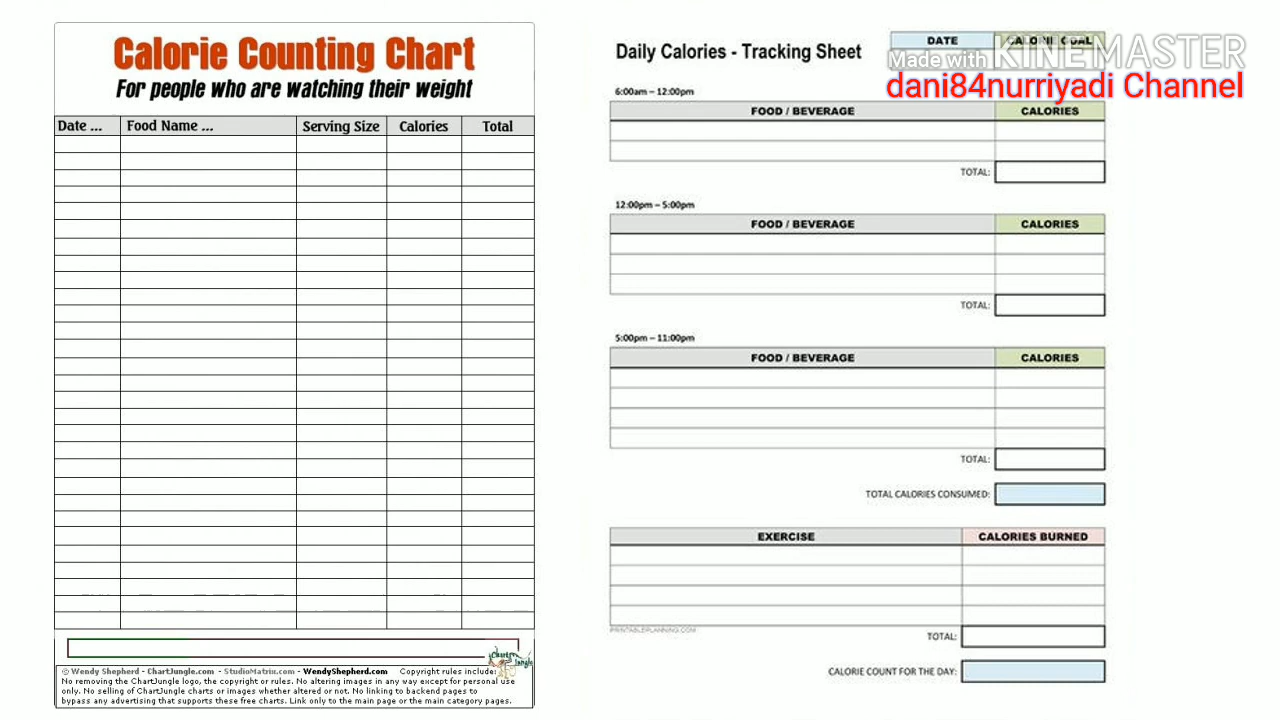 Calorie Counting Chart
For people who are watching their weight
Date ... Food Name ... Serving Size Calories Total
© Wendy Shepherd - ChartJungle.com - StudioMatrix.com - WendyShepherd.com Copyright rules include:
No removing the ChartJungle logo, the copyright or rules. No altering images in any way except for personal use
only. No selling of ChartJungle charts or images whether altered or not. No linking to backend pages to
bypass any advertising that supports these free charts. Link only to the main page or the main category pages.
Chart Jungle
Daily Calories - Tracking Sheet
DATE CALORIE GOAL
Made with KINEMASTER
dani84nurriyadi Channel
6:00am – 12:00pm
FOOD / BEVERAGE CALORIES
TOTAL:
12:00pm – 5:00pm
FOOD / BEVERAGE CALORIES
TOTAL:
5:00pm – 11:00pm
FOOD / BEVERAGE CALORIES
TOTAL:
TOTAL CALORIES CONSUMED:
EXERCISE CALORIES BURNED
PRINTABLEPLANNING.COM
TOTAL:
CALORIE COUNT FOR THE DAY: